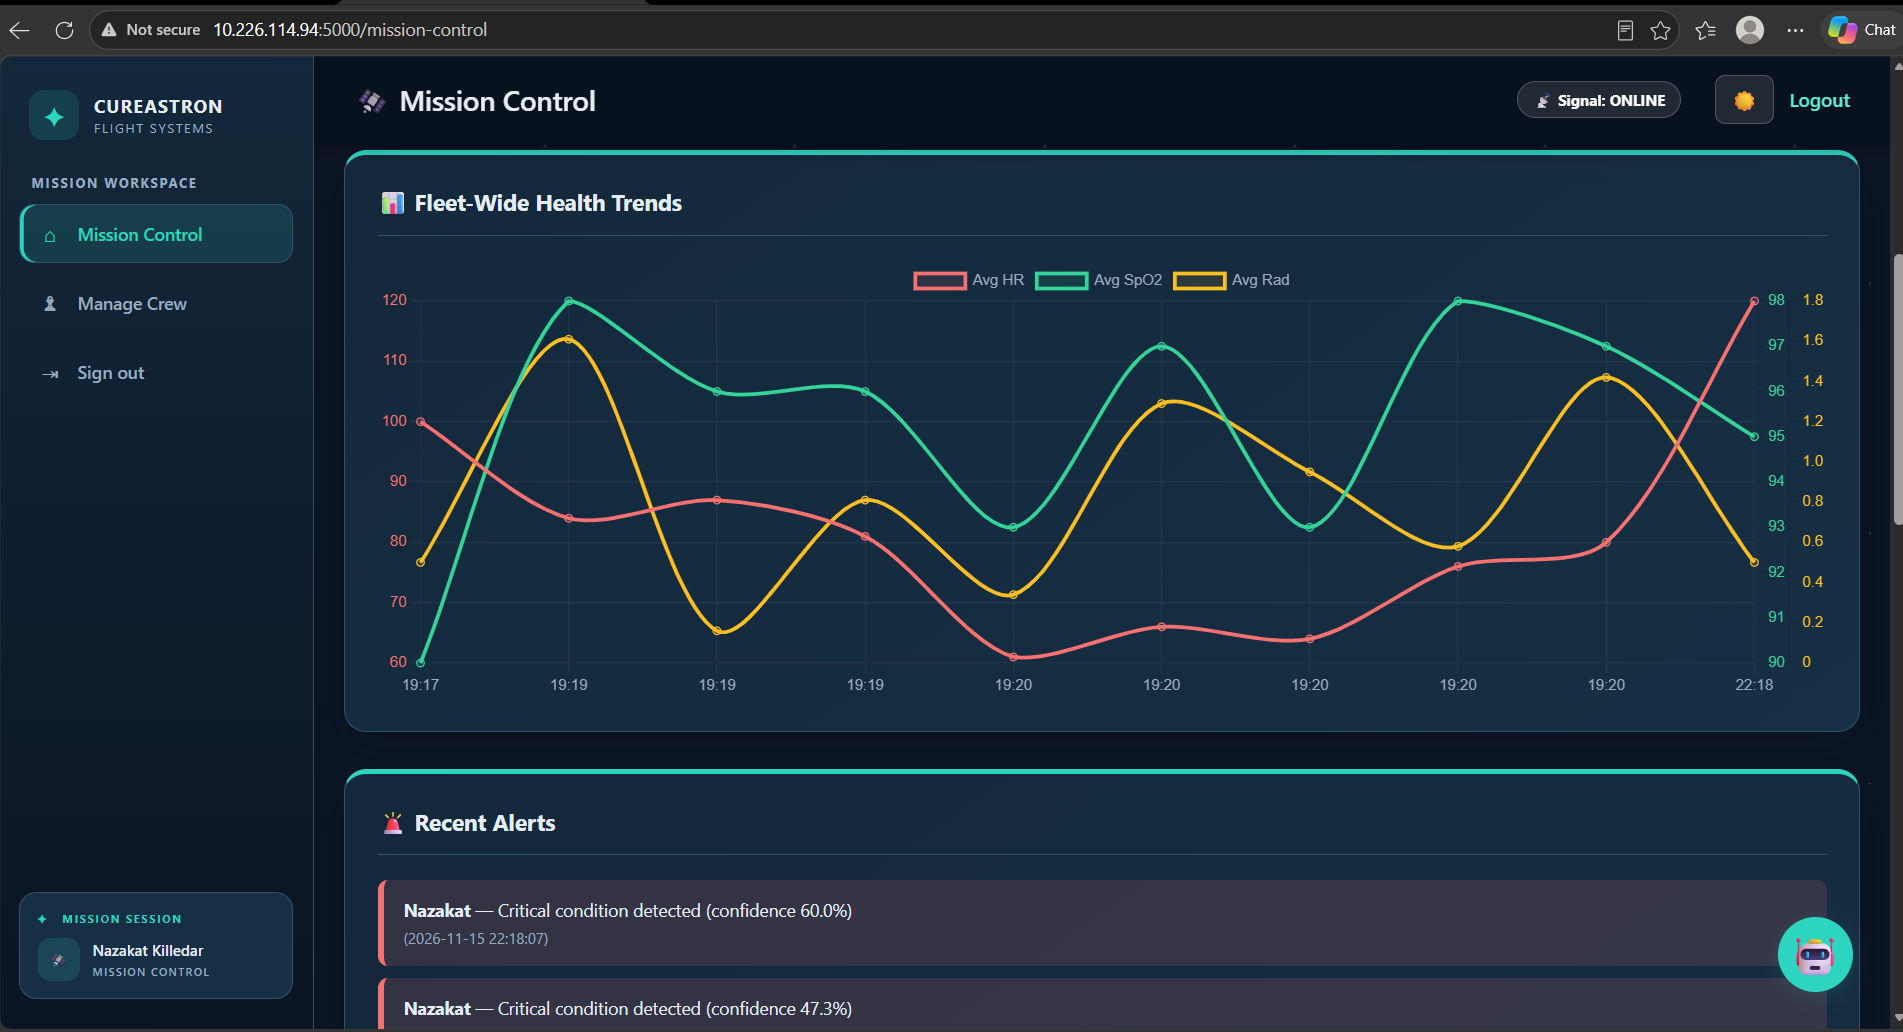 Not secure 10.226.114.94:5000/mission-control
Chat
CUREASTRON
FLIGHT SYSTEMS
MISSION WORKSPACE
Mission Control
Manage Crew
Sign out
MISSION SESSION
Nazakat Killedar
MISSION CONTROL
Mission Control
Signal: ONLINE
Logout
Fleet-Wide Health Trends
Avg HR Avg SpO2 Avg Rad
120 98 1.8
110 97 1.6
100 96 1.4
90 95 1.2
80 94 1.0
70 93 0.8
60 92 0.6
91 0.4
90 0.2
0
19:17 19:19 19:19 19:19 19:20 19:20 19:20 19:20 19:20 22:18
Recent Alerts
Nazakat — Critical condition detected (confidence 60.0%)
(2026-11-15 22:18:07)
Nazakat — Critical condition detected (confidence 47.3%)